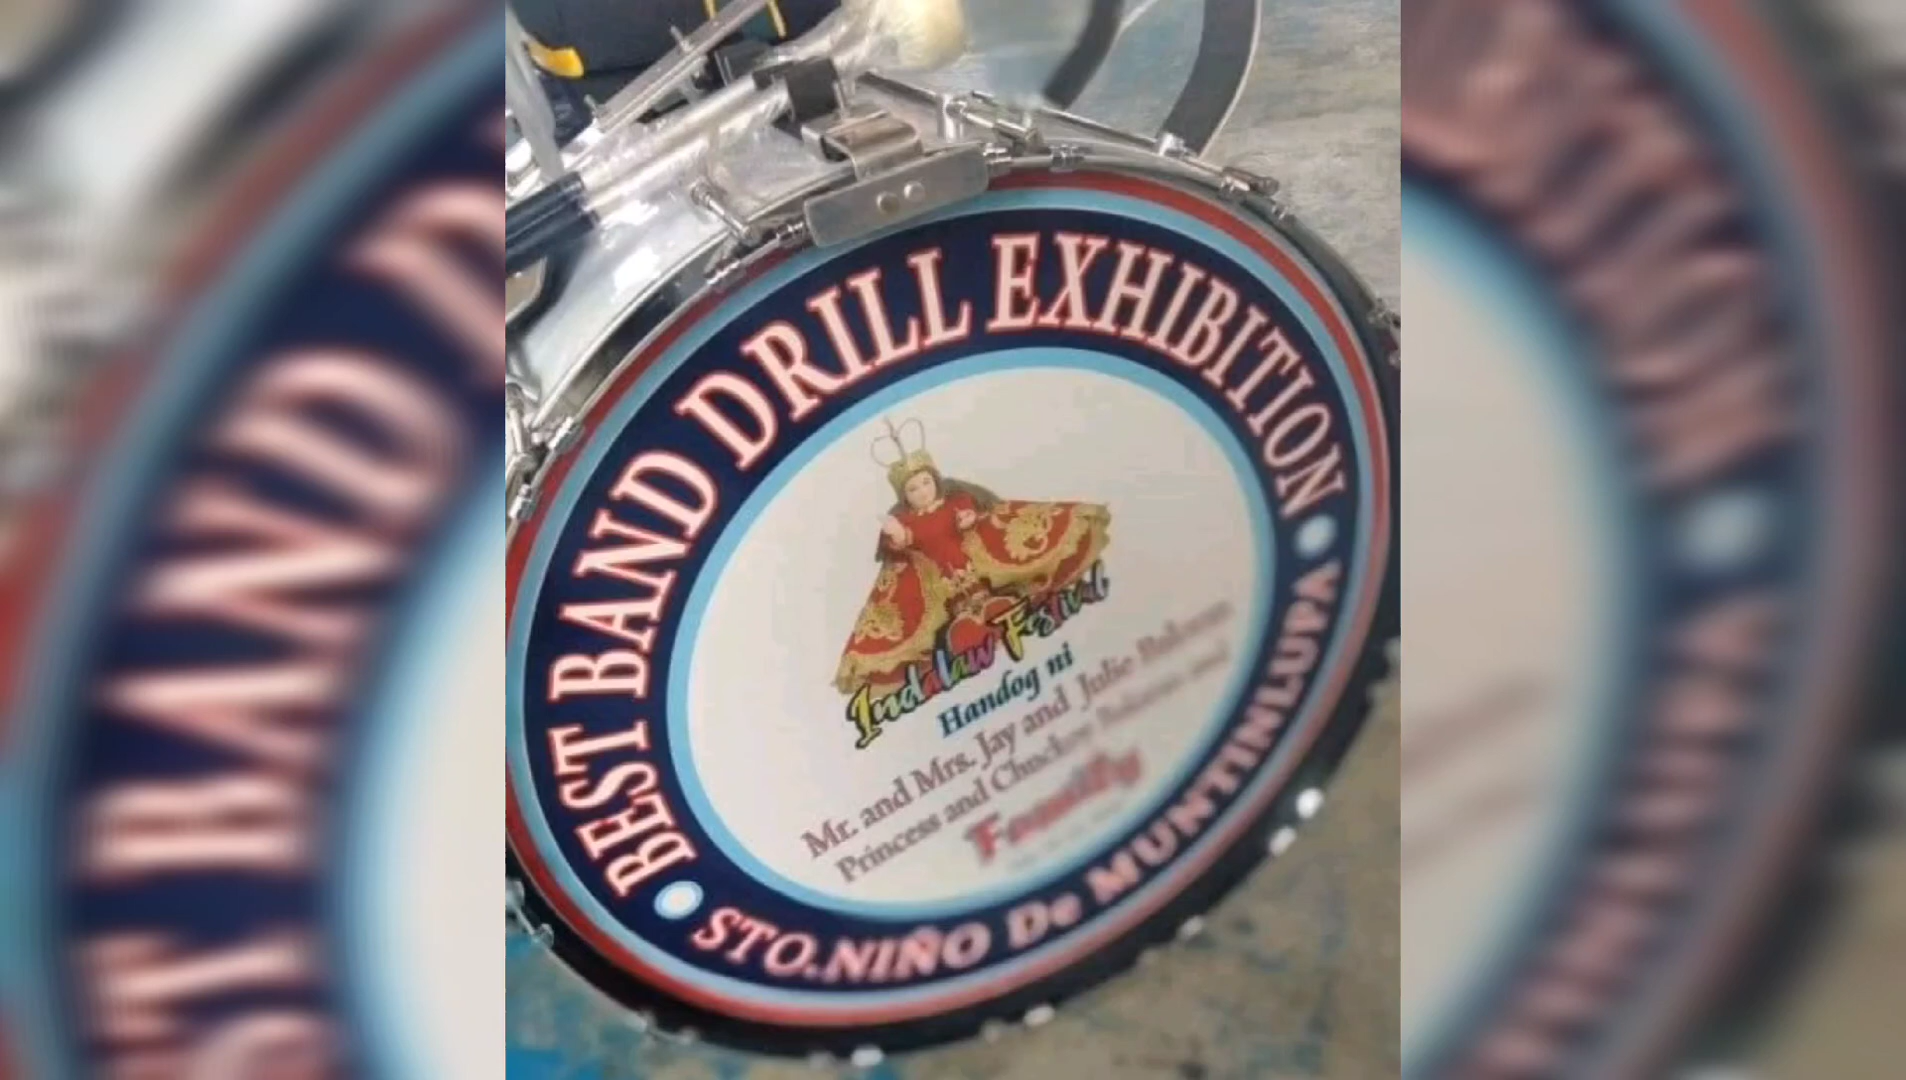 BEST BAND DRILL EXHIBITION
Indalaw Festival
Handog ni
Mr. and Mrs. Jay and Julie
Princess and
Family
STO.NIÑO De MUNTINLUPA